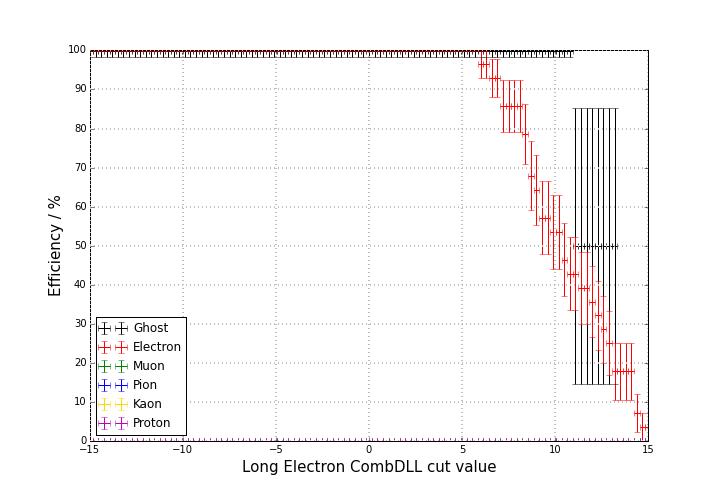 100
90
80
70
60
50
40
30
20
10
0
Efficiency / %
Ghost
Electron
Muon
Pion
Kaon
Proton
−15 −10 −5 0 5 10 15
Long Electron CombDLL cut value